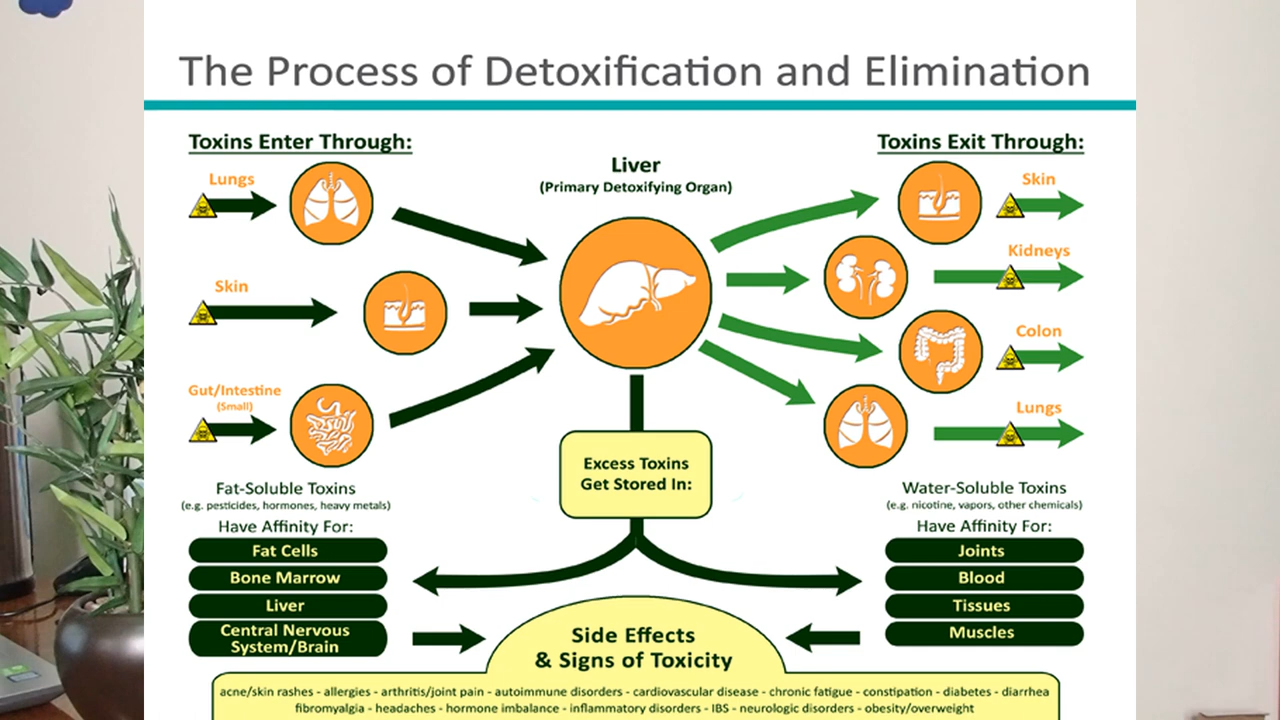 The Process of Detoxification and Elimination
Toxins Enter Through:
Lungs
Skin
Gut/Intestine
(Small)
Liver
(Primary Detoxifying Organ)
Toxins Exit Through:
Skin
Kidneys
Colon
Lungs
Excess Toxins
Get Stored In:
Fat-Soluble Toxins
(e.g. pesticides, hormones, heavy metals)
Have Affinity For:
Fat Cells
Bone Marrow
Liver
Central Nervous
System/Brain
Water-Soluble Toxins
(e.g. nicotine, vapors, other chemicals)
Have Affinity For:
Joints
Blood
Tissues
Muscles
Side Effects
& Signs of Toxicity
acne/skin rashes - allergies - arthritis/joint pain - autoimmune disorders - cardiovascular disease - chronic fatigue - constipation - diabetes - diarrhea
fibromyalgia - headaches - hormone imbalance - inflammatory disorders - IBS - neurologic disorders - obesity/overweight